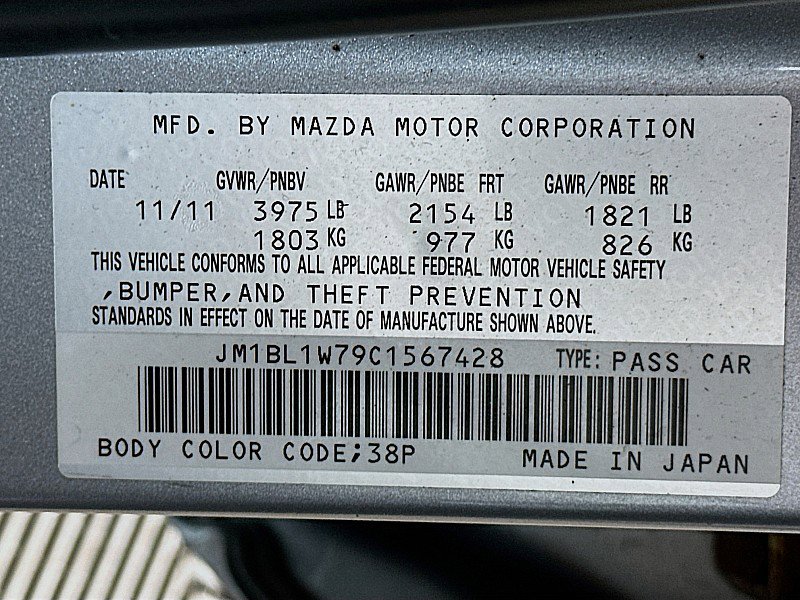 MFD. BY MAZDA MOTOR CORPORATION
DATE GVWR/PNBV GAWR/PNBE FRT GAWR/PNBE RR
11/11 3975 LB 2154 LB 1821 LB
1803 KG 977 KG 826 KG
THIS VEHICLE CONFORMS TO ALL APPLICABLE FEDERAL MOTOR VEHICLE SAFETY
,BUMPER,AND THEFT PREVENTION
STANDARDS IN EFFECT ON THE DATE OF MANUFACTURE SHOWN ABOVE.
JM1BL1W79C1567428 TYPE: PASS CAR
BODY COLOR CODE;38P MADE IN JAPAN